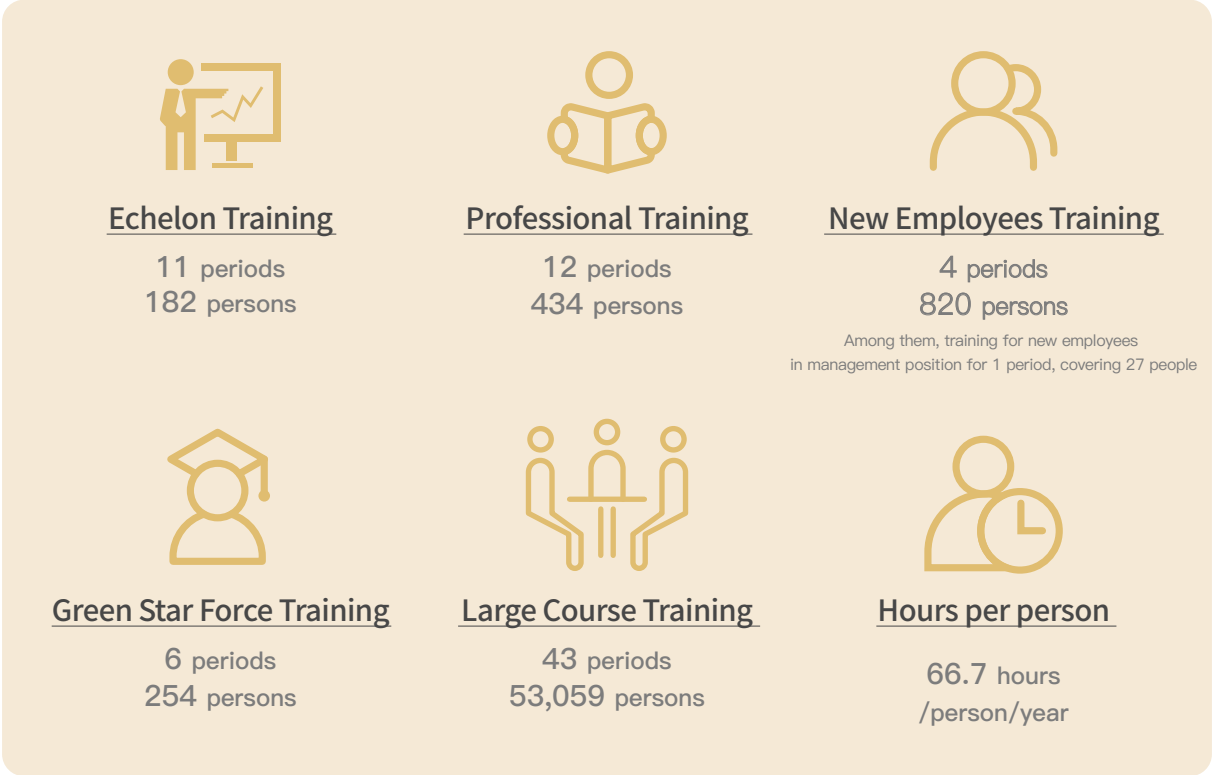 Echelon Training
11 periods
182 persons
Professional Training
12 periods
434 persons
New Employees Training
4 periods
820 persons
Among them, training for new employees
in management position for 1 period, covering 27 people
Green Star Force Training
6 periods
254 persons
Large Course Training
43 periods
53,059 persons
Hours per person
66.7 hours
/person/year